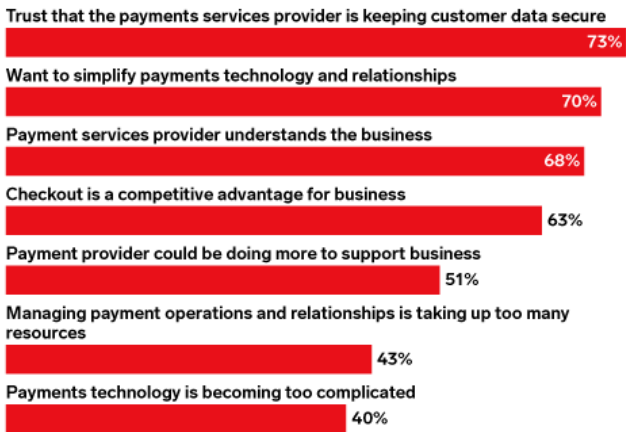 Trust that the payments services provider is keeping customer data secure
73%
Want to simplify payments technology and relationships
70%
Payment services provider understands the business
68%
Checkout is a competitive advantage for business
63%
Payment provider could be doing more to support business
51%
Managing payment operations and relationships is taking up too many
resources
43%
Payments technology is becoming too complicated
40%